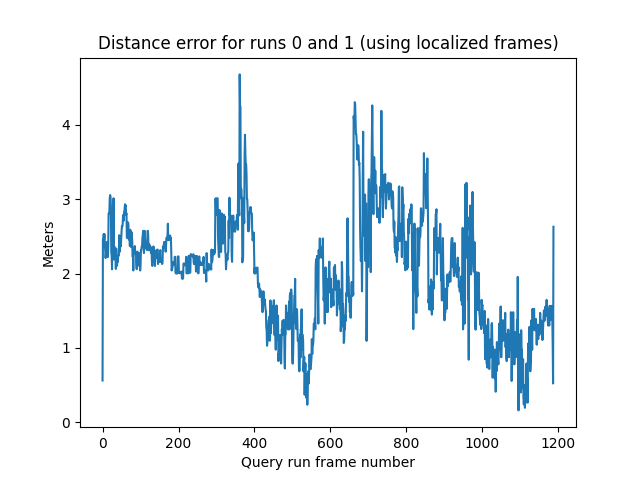 Distance error for runs 0 and 1 (using localized frames)
4
3
2
1
0
Meters
0 200 400 600 800 1000 1200
Query run frame number